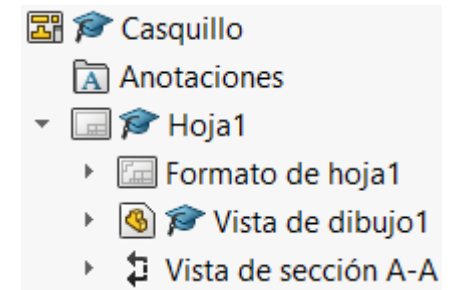 Casquillo
Anotaciones
Hoja1
Formato de hoja1
Vista de dibujo1
Vista de sección A-A